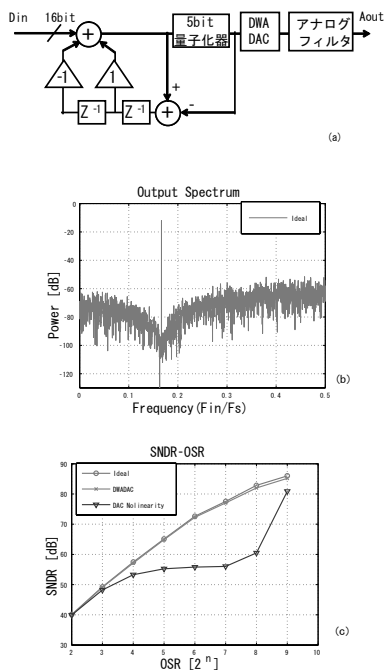 Din 16bit
5bit
量子化器
DWA
DAC
アナログ
フィルタ
Aout
-1
1
Z⁻¹
Z⁻¹
+
+
+
-
(a)
Output Spectrum
Ideal
Power [dB]
0
-20
-40
-60
-80
-100
-120
0 0.1 0.2 0.3 0.4 0.5
Frequency(Fin/Fs)
(b)
SNDR-OSR
Ideal
DWADAC
DAC Nolinearity
SNDR [dB]
90
80
70
60
50
40
30
2 3 4 5 6 7 8 9 10
OSR [2ⁿ]
(c)